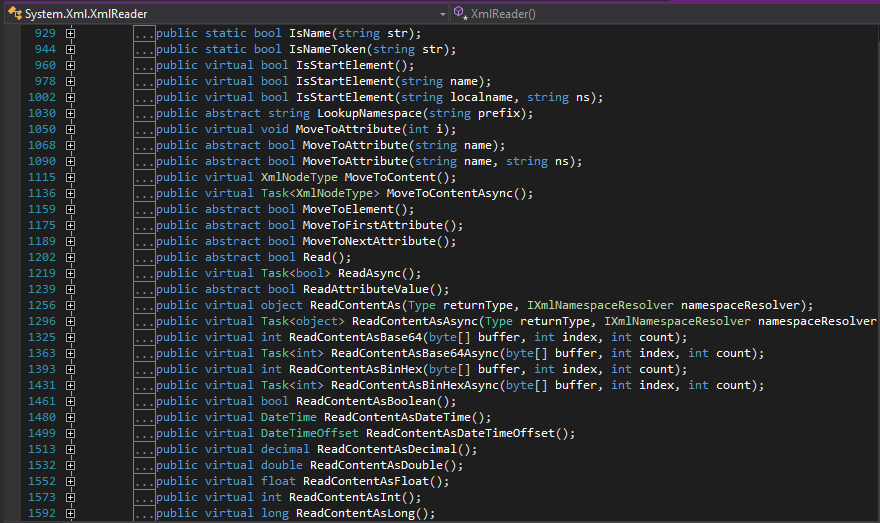 System.Xml.XmlReader XmlReader()
929 ...public static bool IsName(string str);
944 ...public static bool IsNameToken(string str);
960 ...public virtual bool IsStartElement();
978 ...public virtual bool IsStartElement(string name);
1002 ...public virtual bool IsStartElement(string localname, string ns);
1030 ...public abstract string LookupNamespace(string prefix);
1050 ...public virtual void MoveToAttribute(int i);
1068 ...public abstract bool MoveToAttribute(string name);
1090 ...public abstract bool MoveToAttribute(string name, string ns);
1115 ...public virtual XmlNodeType MoveToContent();
1136 ...public virtual Task<XmlNodeType> MoveToContentAsync();
1159 ...public abstract bool MoveToElement();
1175 ...public abstract bool MoveToFirstAttribute();
1189 ...public abstract bool MoveToNextAttribute();
1202 ...public abstract bool Read();
1219 ...public virtual Task<bool> ReadAsync();
1239 ...public abstract bool ReadAttributeValue();
1256 ...public virtual object ReadContentAs(Type returnType, IXmlNamespaceResolver namespaceResolver);
1296 ...public virtual Task<object> ReadContentAsAsync(Type returnType, IXmlNamespaceResolver namespaceResolver
1325 ...public virtual int ReadContentAsBase64(byte[] buffer, int index, int count);
1363 ...public virtual Task<int> ReadContentAsBase64Async(byte[] buffer, int index, int count);
1393 ...public virtual int ReadContentAsBinHex(byte[] buffer, int index, int count);
1431 ...public virtual Task<int> ReadContentAsBinHexAsync(byte[] buffer, int index, int count);
1461 ...public virtual bool ReadContentAsBoolean();
1480 ...public virtual DateTime ReadContentAsDateTime();
1499 ...public virtual DateTimeOffset ReadContentAsDateTimeOffset();
1513 ...public virtual decimal ReadContentAsDecimal();
1532 ...public virtual double ReadContentAsDouble();
1552 ...public virtual float ReadContentAsFloat();
1573 ...public virtual int ReadContentAsInt();
1592 ...public virtual long ReadContentAsLong();